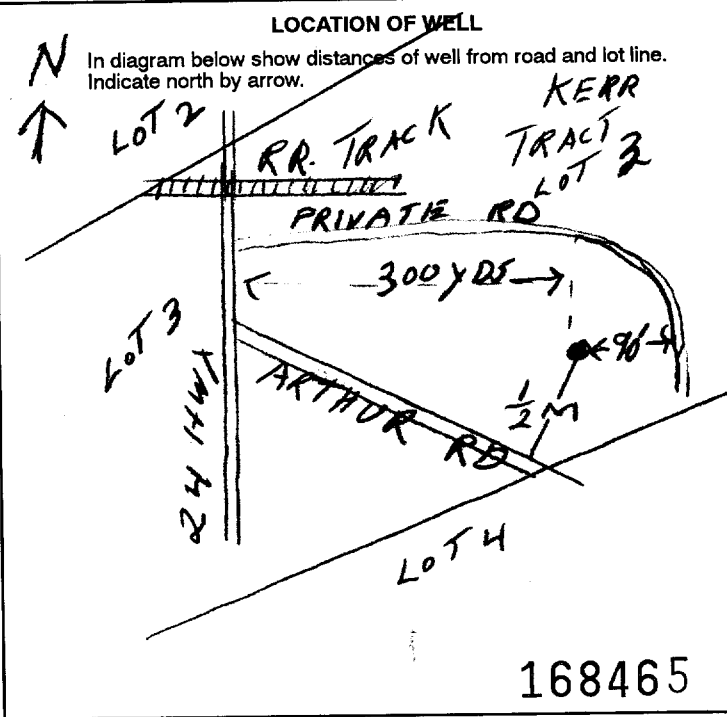 LOCATION OF WELL
N
In diagram below show distances of well from road and lot line.
Indicate north by arrow.
LOT 2
RR. TRACK
KERR
TRACT
LOT 3
PRIVATE RD
300 YDS
LOT 3
90'
24 HWY
ARTHUR RD
1/2 M
LOT 4
168465